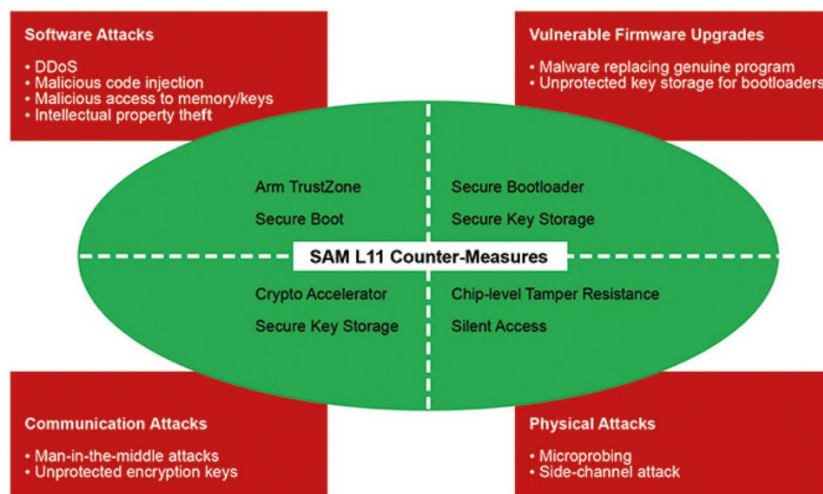 Software Attacks
• DDoS
• Malicious code injection
• Malicious access to memory/keys
• Intellectual property theft
Vulnerable Firmware Upgrades
• Malware replacing genuine program
• Unprotected key storage for bootloaders
Arm TrustZone
Secure Boot
Secure Bootloader
Secure Key Storage
SAM L11 Counter-Measures
Crypto Accelerator
Secure Key Storage
Chip-level Tamper Resistance
Silent Access
Communication Attacks
• Man-in-the-middle attacks
• Unprotected encryption keys
Physical Attacks
• Microprobing
• Side-channel attack